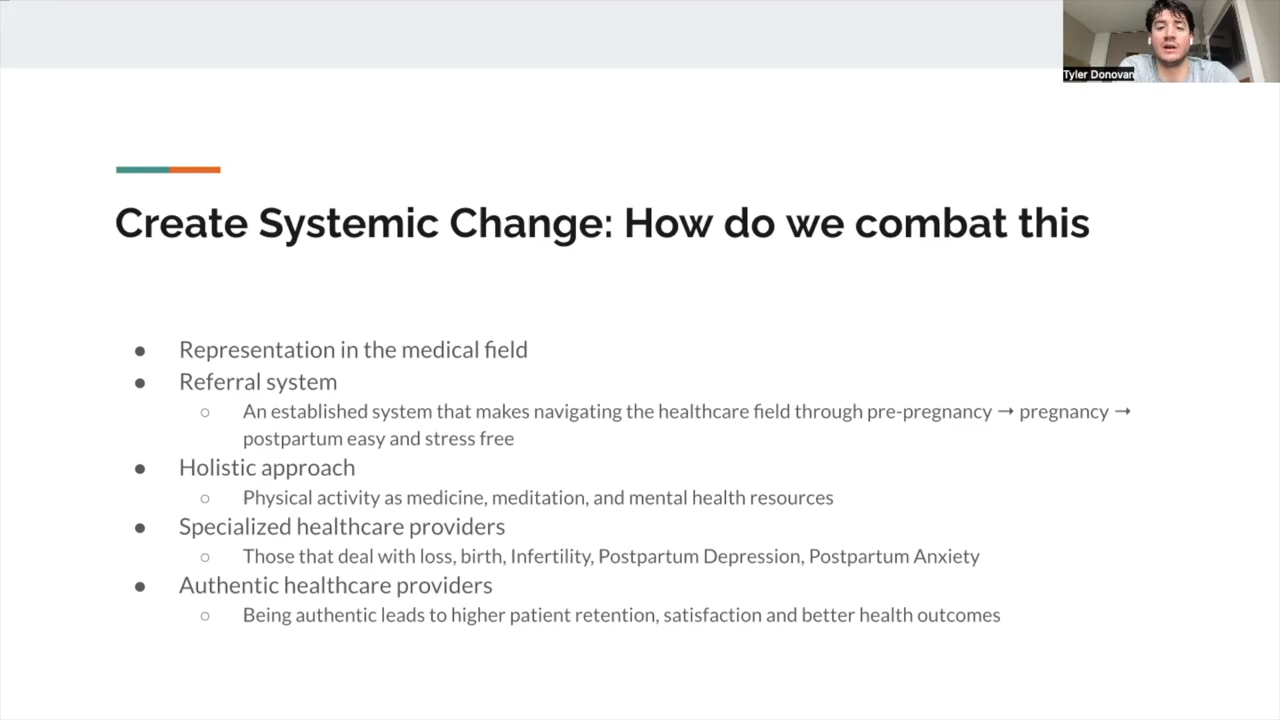 Tyler Donovan
Create Systemic Change: How do we combat this
● Representation in the medical field
● Referral system
○ An established system that makes navigating the healthcare field through pre-pregnancy → pregnancy →
postpartum easy and stress free
● Holistic approach
○ Physical activity as medicine, meditation, and mental health resources
● Specialized healthcare providers
○ Those that deal with loss, birth, Infertility, Postpartum Depression, Postpartum Anxiety
● Authentic healthcare providers
○ Being authentic leads to higher patient retention, satisfaction and better health outcomes